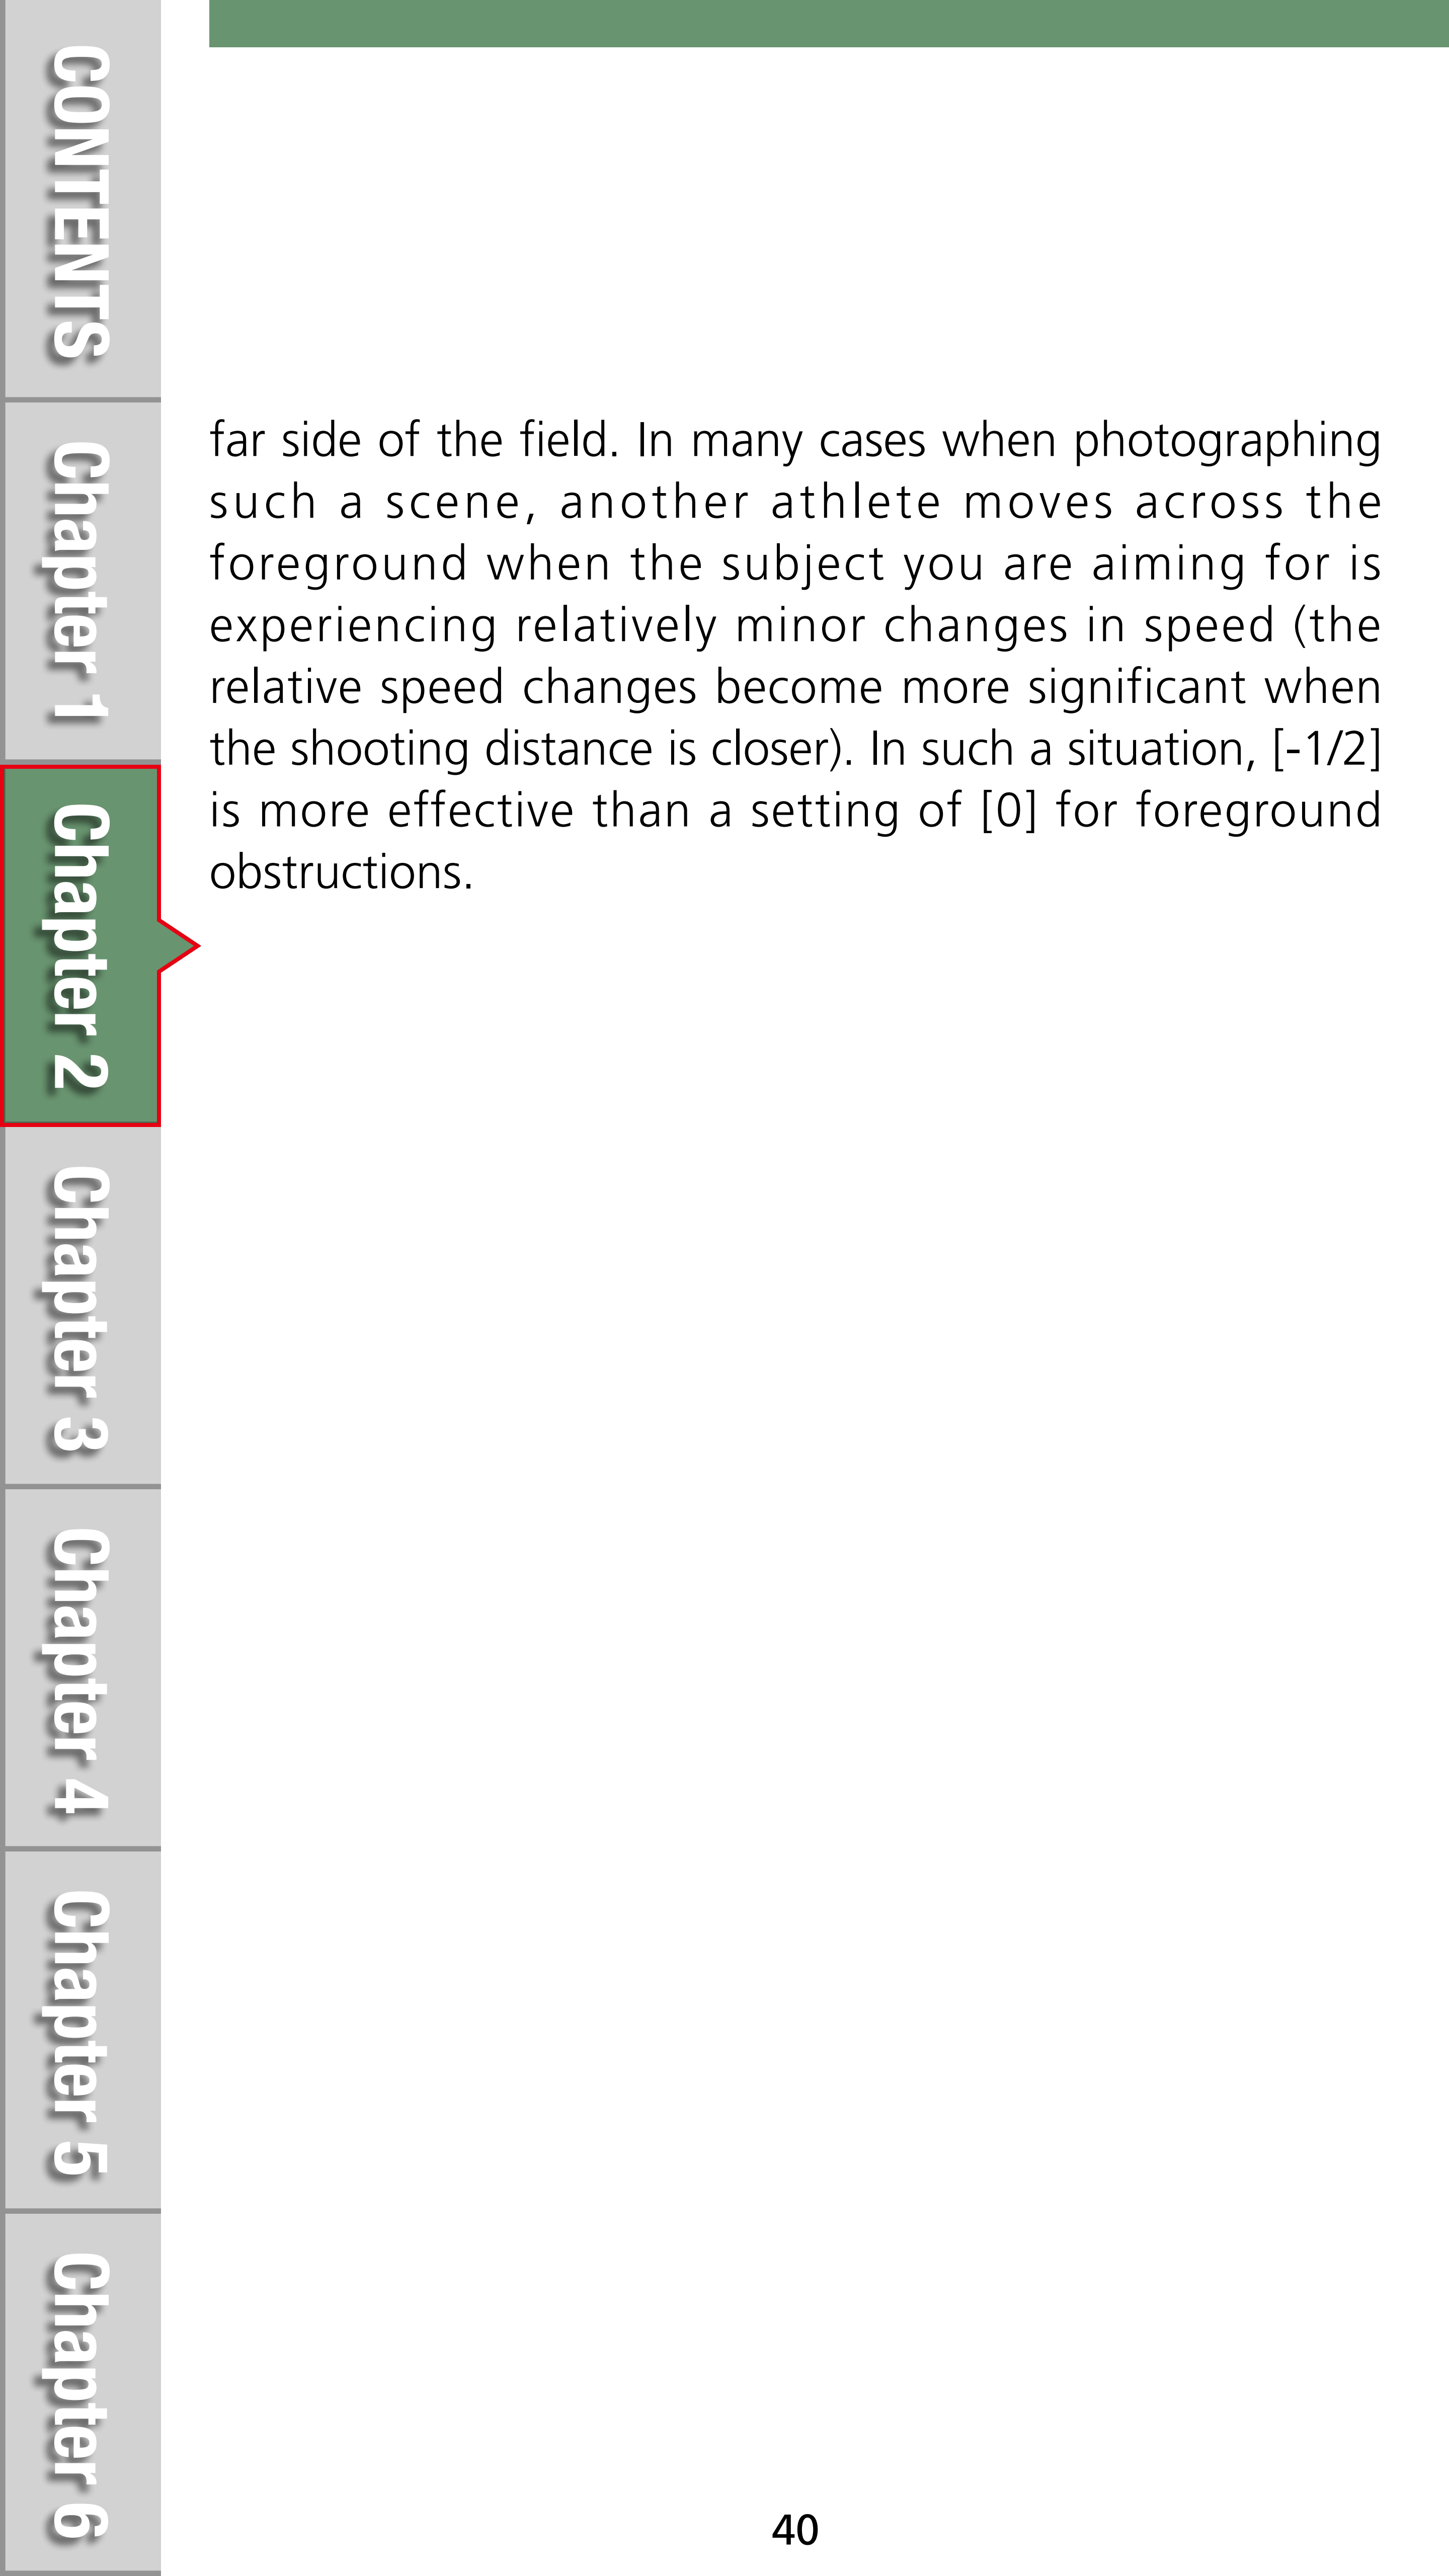 CONTENTS
Chapter 1
Chapter 2
Chapter 3
Chapter 4
Chapter 5
Chapter 6
far side of the field. In many cases when photographing
such a scene, another athlete moves across the
foreground when the subject you are aiming for is
experiencing relatively minor changes in speed (the
relative speed changes become more significant when
the shooting distance is closer). In such a situation, [-1/2]
is more effective than a setting of [0] for foreground
obstructions.
40